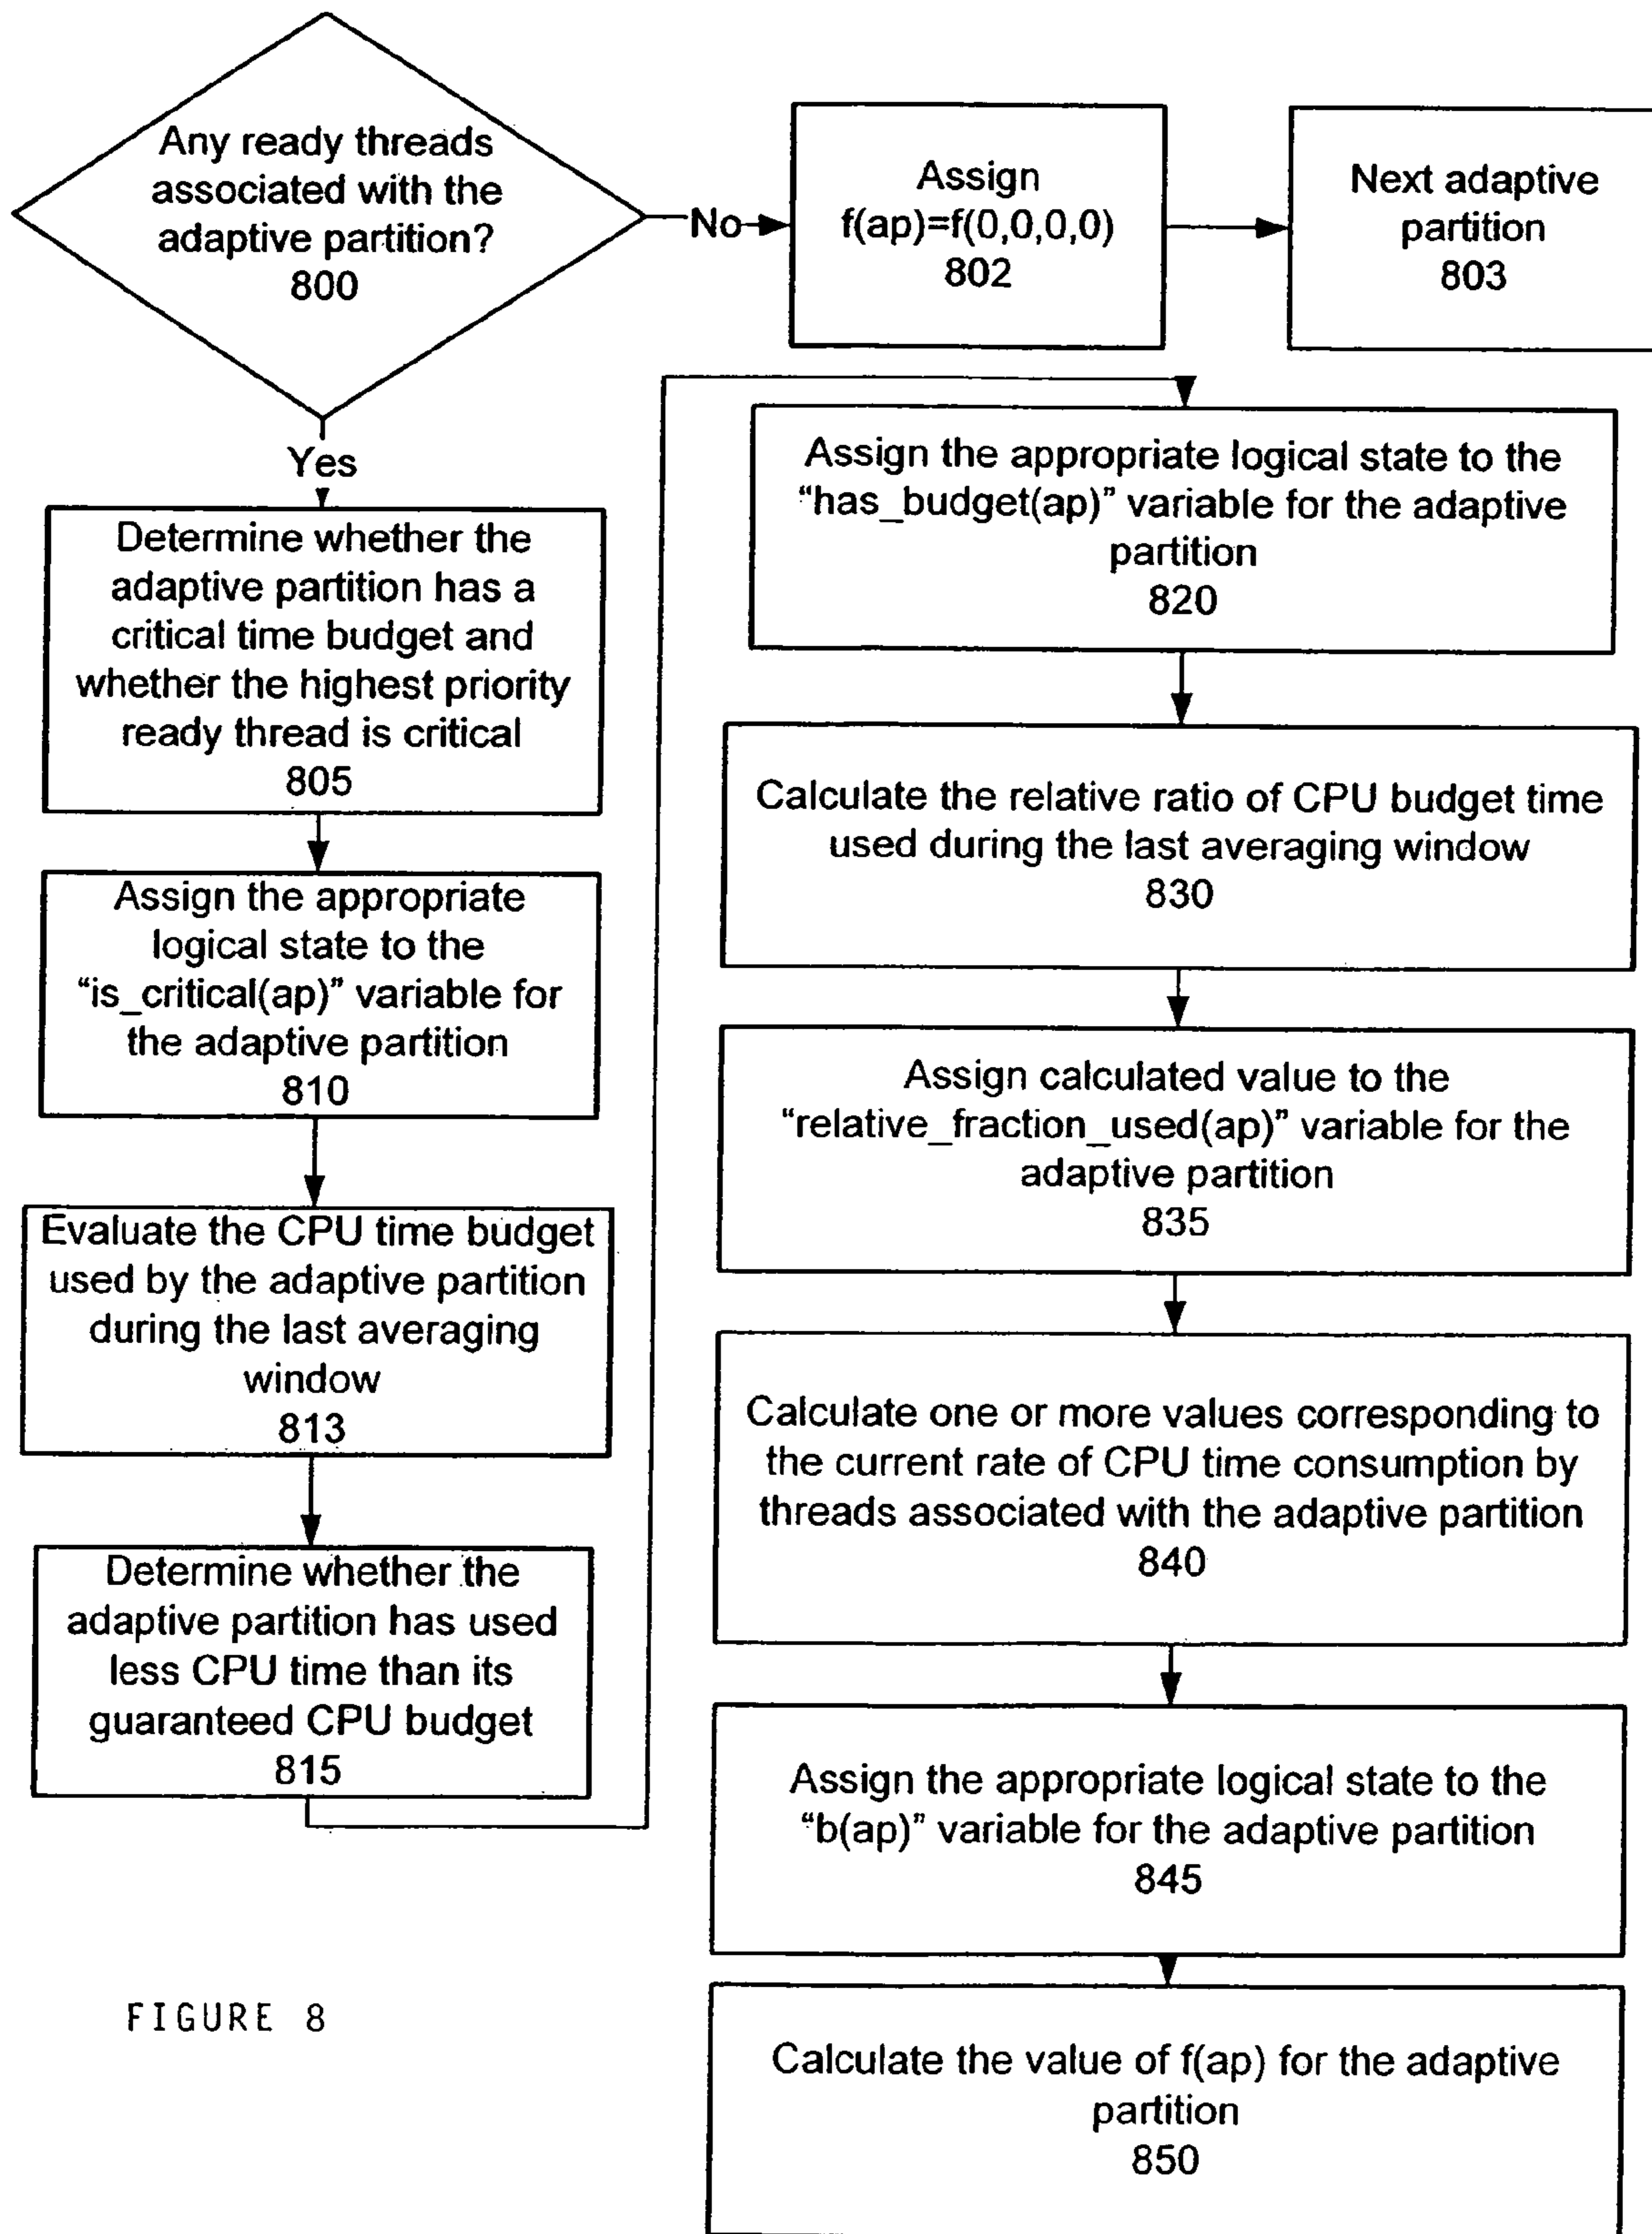 Any ready threads
associated with the
adaptive partition?
800
No
Assign
f(ap)=f(0,0,0,0)
802
Next adaptive
partition
803
Yes
Determine whether the
adaptive partition has a
critical time budget and
whether the highest priority
ready thread is critical
805
Assign the appropriate
logical state to the
“is_critical(ap)” variable for
the adaptive partition
810
Evaluate the CPU time budget
used by the adaptive partition
during the last averaging
window
813
Determine whether the
adaptive partition has used
less CPU time than its
guaranteed CPU budget
815
Assign the appropriate logical state to the
“has_budget(ap)” variable for the adaptive
partition
820
Calculate the relative ratio of CPU budget time
used during the last averaging window
830
Assign calculated value to the
“relative_fraction_used(ap)” variable for the
adaptive partition
835
Calculate one or more values corresponding to
the current rate of CPU time consumption by
threads associated with the adaptive partition
840
Assign the appropriate logical state to the
“b(ap)” variable for the adaptive partition
845
Calculate the value of f(ap) for the adaptive
partition
850
FIGURE 8